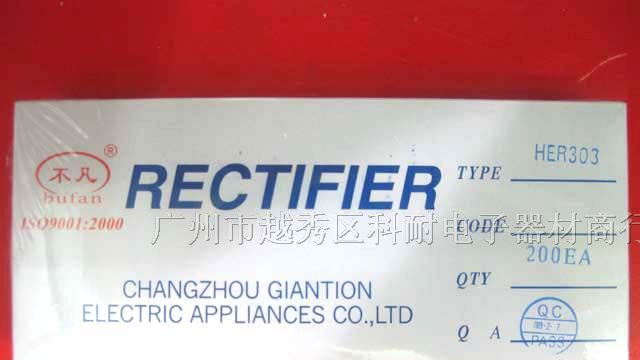 不凡®
bufan
ISO9001:2000
RECTIFIER
CHANGZHOU GIANTION
ELECTRIC APPLIANCES CO.,LTD
TYPE HER303
CODE
QTY 200EA
Q A
QC
PASS
广州市越秀区科耐电子器材商行